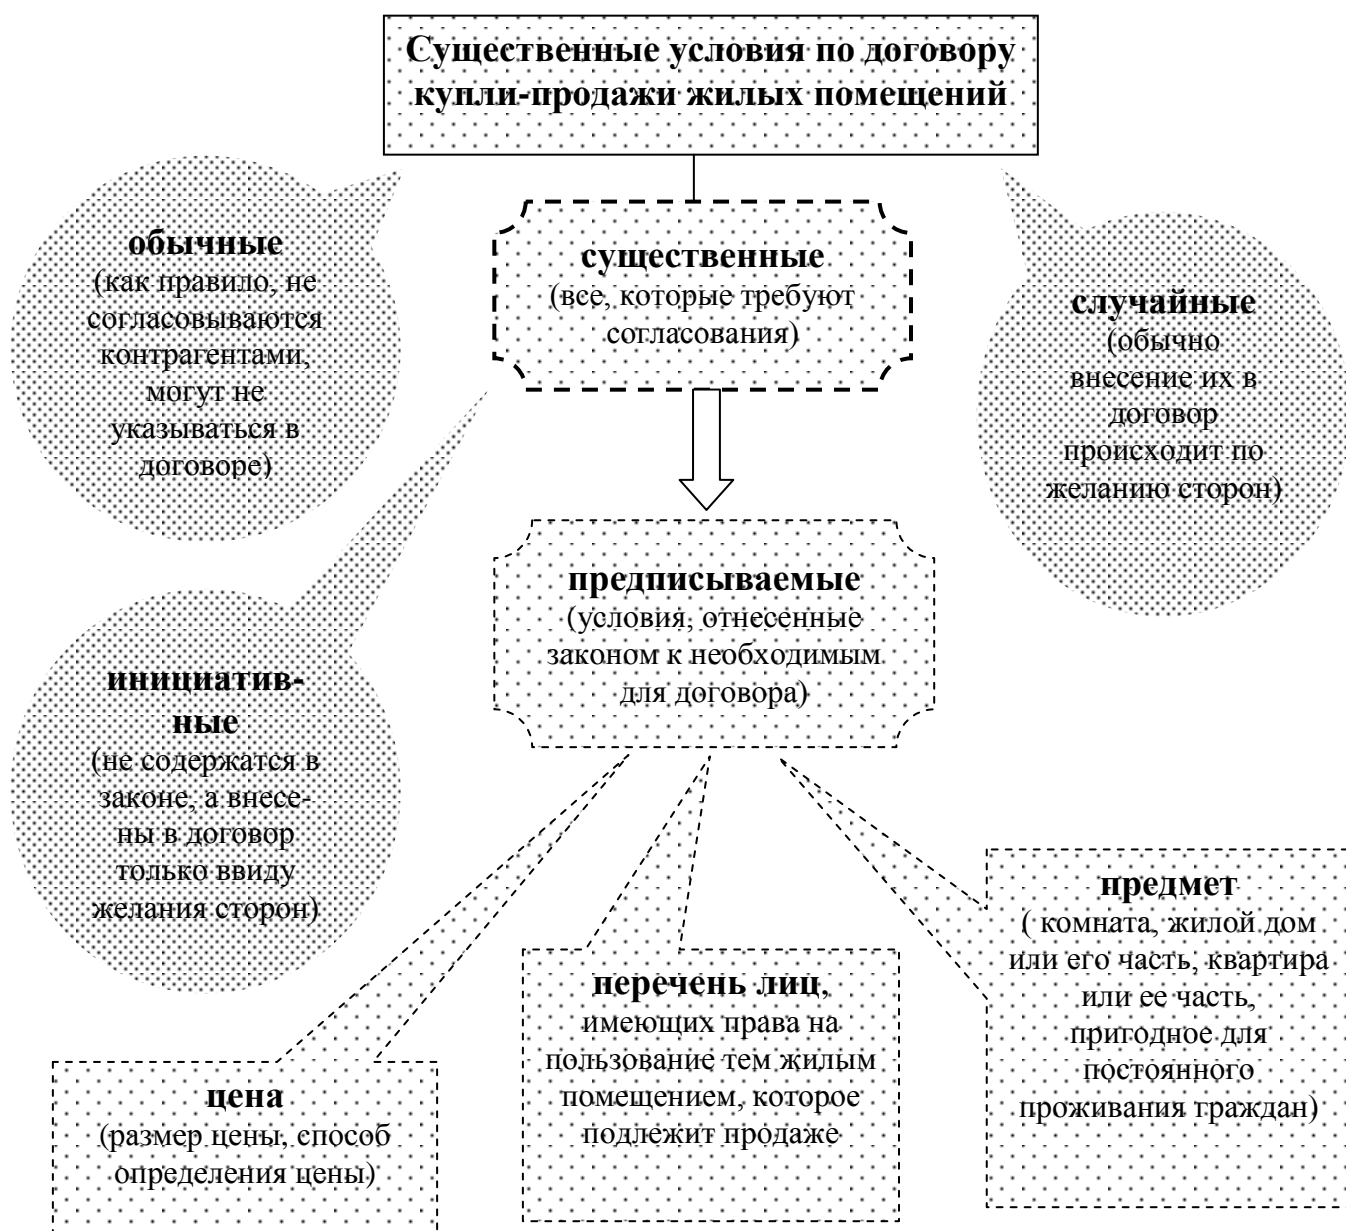 Существенные условия по договору
купли-продажи жилых помещений
обычные
(как правило, не
согласовываются
контрагентами,
могут не
указываться в
договоре)
существенные
(все, которые требуют
согласования)
случайные
(обычно
внесение их в
договор
происходит по
желанию сторон)
инициатив-
ные
(не содержатся в
законе, а внесе-
ны в договор
только ввиду
желания сторон)
предписываемые
(условия, отнесенные
законом к необходимым
для договора)
цена
(размер цены, способ
определения цены)
перечень лиц,
имеющих права на
пользование тем жилым
помещением, которое
подлежит продаже
предмет
( комната, жилой дом
или его часть, квартира
или ее часть,
пригодное для
постоянного
проживания граждан)